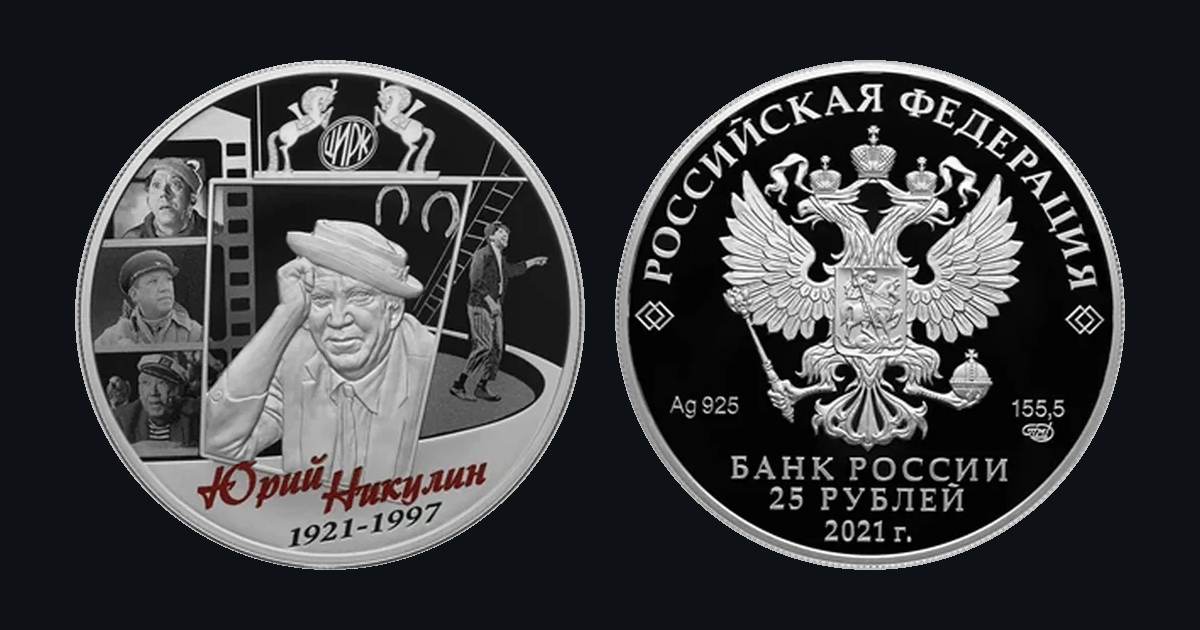 ЦИРК
Юрий Никулин
1921-1997
РОССИЙСКАЯ ФЕДЕРАЦИЯ
Ag 925
155,5
БАНК РОССИИ
25 РУБЛЕЙ
2021 г.